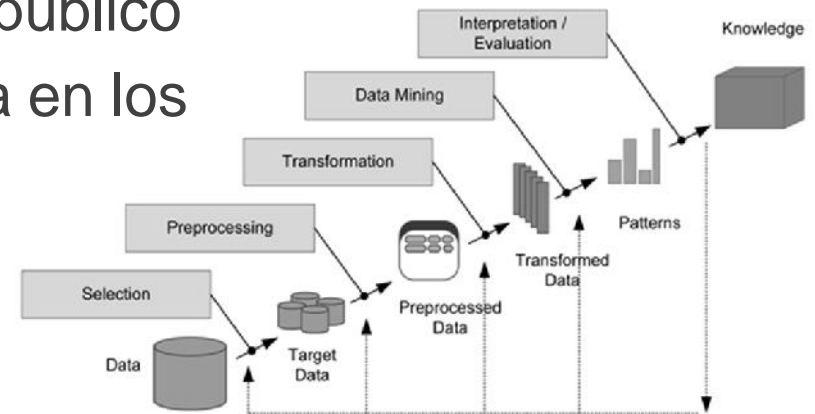 público
a en los
Interpretation /
Evaluation
Knowledge
Data Mining
Transformation
Patterns
Preprocessing
Transformed
Data
Selection
Preprocessed
Data
Target
Data
Data